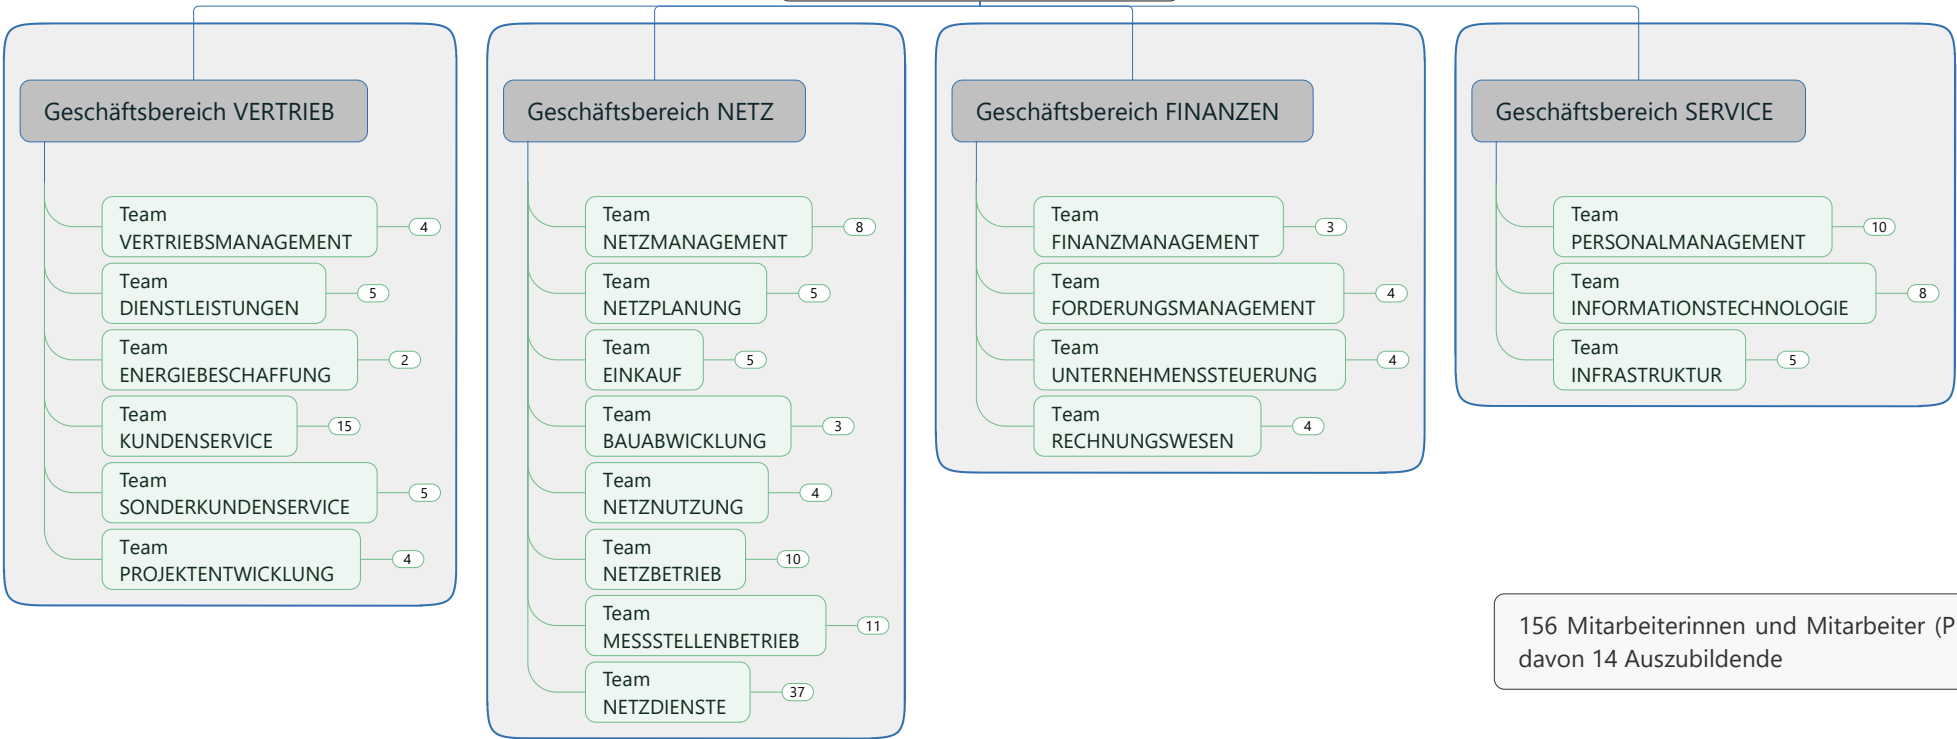 Geschäftsbereich VERTRIEB
Team
VERTRIEBSMANAGEMENT
4
Team
DIENSTLEISTUNGEN
5
Team
ENERGIEBESCHAFFUNG
2
Team
KUNDENSERVICE
15
Team
SONDERKUNDENSERVICE
5
Team
PROJEKTENTWICKLUNG
4
Geschäftsbereich NETZ
Team
NETZMANAGEMENT
8
Team
NETZPLANUNG
5
Team
EINKAUF
5
Team
BAUABWICKLUNG
3
Team
NETZNUTZUNG
4
Team
NETZBETRIEB
10
Team
MESSSTELLENBETRIEB
11
Team
NETZDIENSTE
37
Geschäftsbereich FINANZEN
Team
FINANZMANAGEMENT
3
Team
FORDERUNGSMANAGEMENT
4
Team
UNTERNEHMENSSTEUERUNG
4
Team
RECHNUNGSWESEN
4
Geschäftsbereich SERVICE
Team
PERSONALMANAGEMENT
10
Team
INFORMATIONSTECHNOLOGIE
8
Team
INFRASTRUKTUR
5
156 Mitarbeiterinnen und Mitarbeiter (P
davon 14 Auszubildende